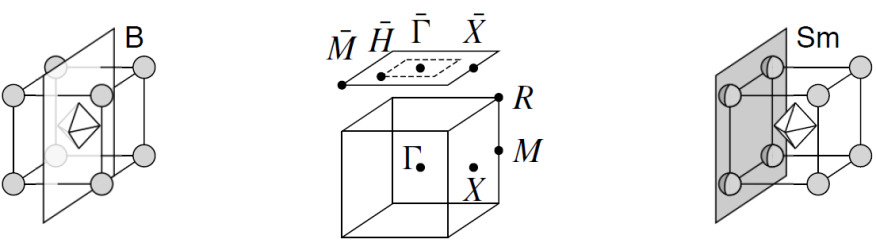 B
M̄ H̄ Γ̄ X̄
R
Γ M
X
Sm